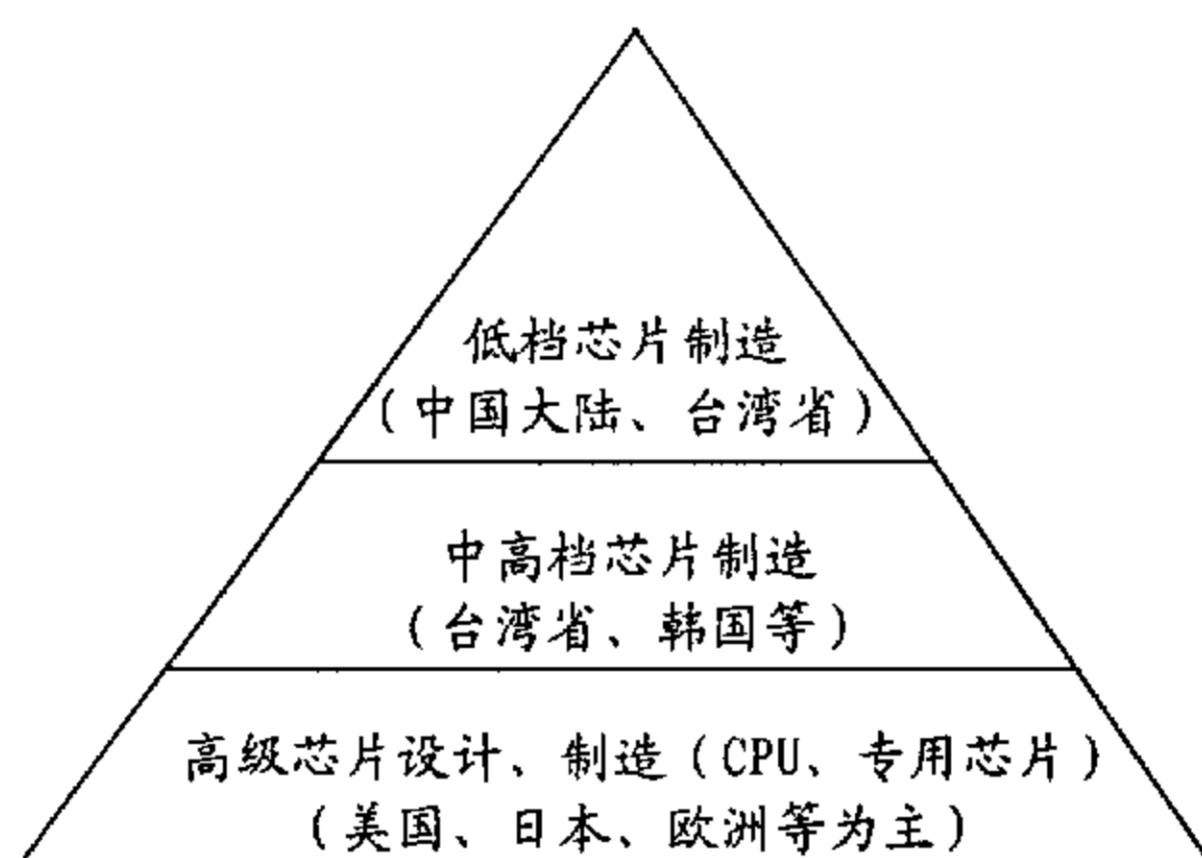 低档芯片制造
（中国大陆、台湾省）
中高档芯片制造
（台湾省、韩国等）
高级芯片设计、制造（CPU、专用芯片）
（美国、日本、欧洲等为主）